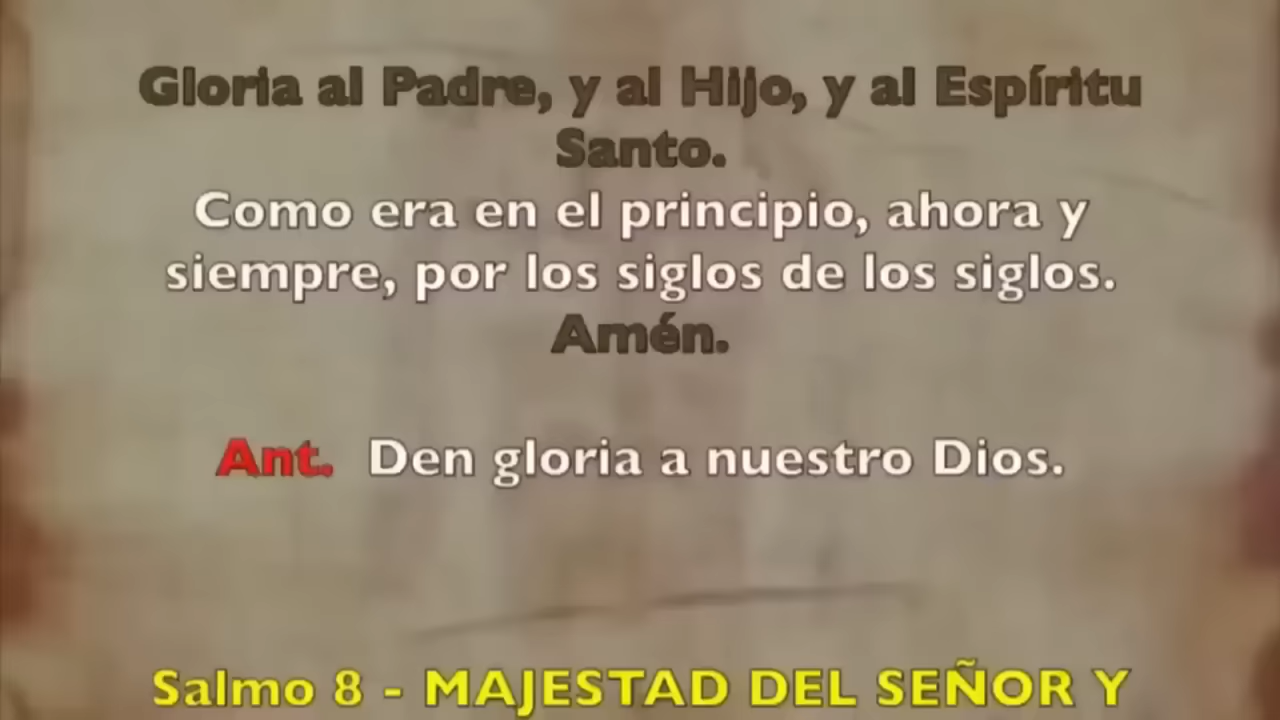 Gloria al Padre, y al Hijo, y al Espíritu
Santo.
Como era en el principio, ahora y
siempre, por los siglos de los siglos.
Amén.
Ant. Den gloria a nuestro Dios.
Salmo 8 - MAJESTAD DEL SEÑOR Y